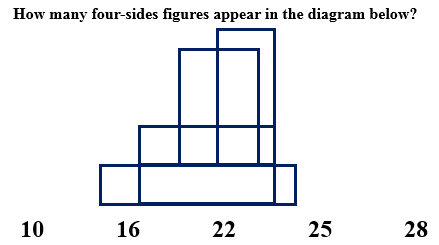 How many four-sides figures appear in the diagram below?
10 16 22 25 28